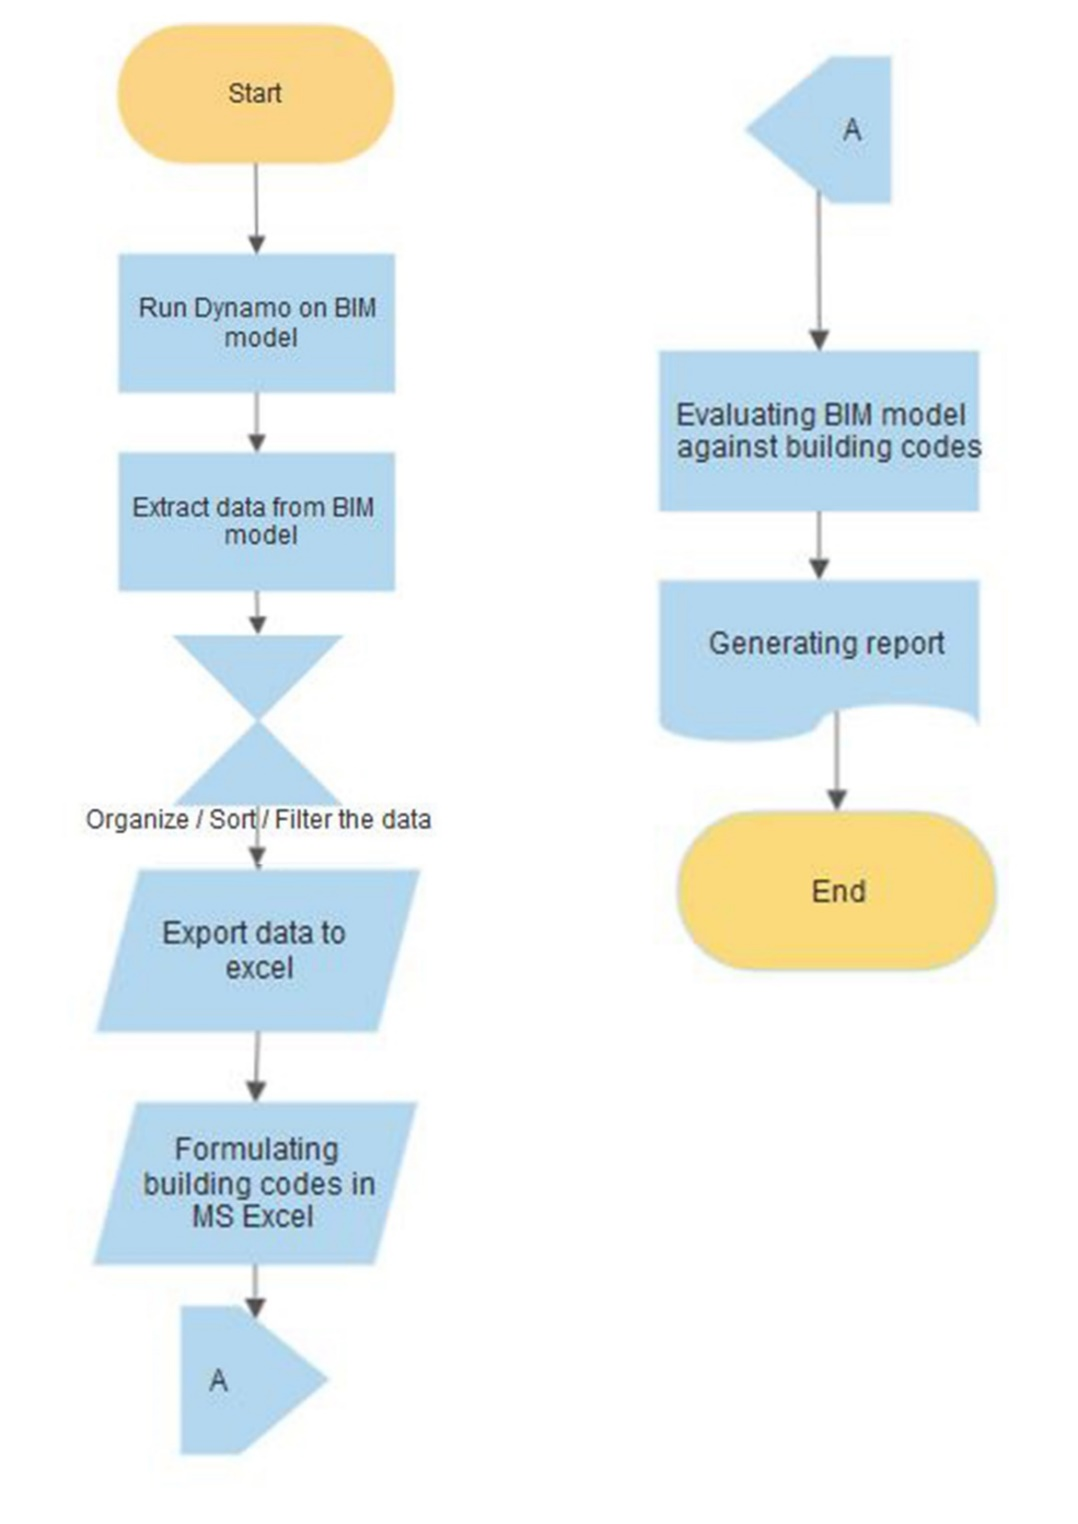 Start
Run Dynamo on BIM
model
Extract data from BIM
model
Organize / Sort / Filter the data
Export data to
excel
Formulating
building codes in
MS Excel
A
A
Evaluating BIM model
against building codes
Generating report
End